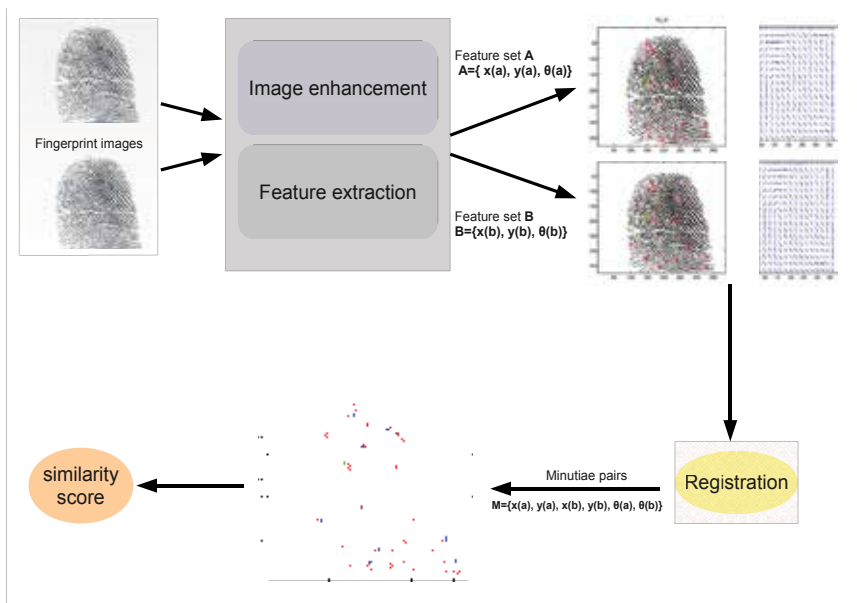 Fingerprint images
Image enhancement
Feature extraction
Feature set A
A={ x(a), y(a), θ(a)}
Feature set B
B={x(b), y(b), θ(b)}
Registration
Minutiae pairs
M={x(a), y(a), x(b), y(b), θ(a), θ(b)}
similarity
score